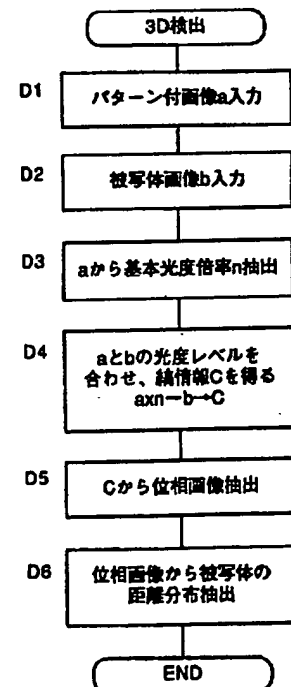 3D検出
D1
パターン付画像a入力
D2
被写体画像b入力
D3
aから基本光度倍率n抽出
D4
aとbの光度レベルを
合わせ、縞情報Cを得る
axn−b→C
D5
Cから位相画像抽出
D6
位相画像から被写体の
距離分布抽出
END